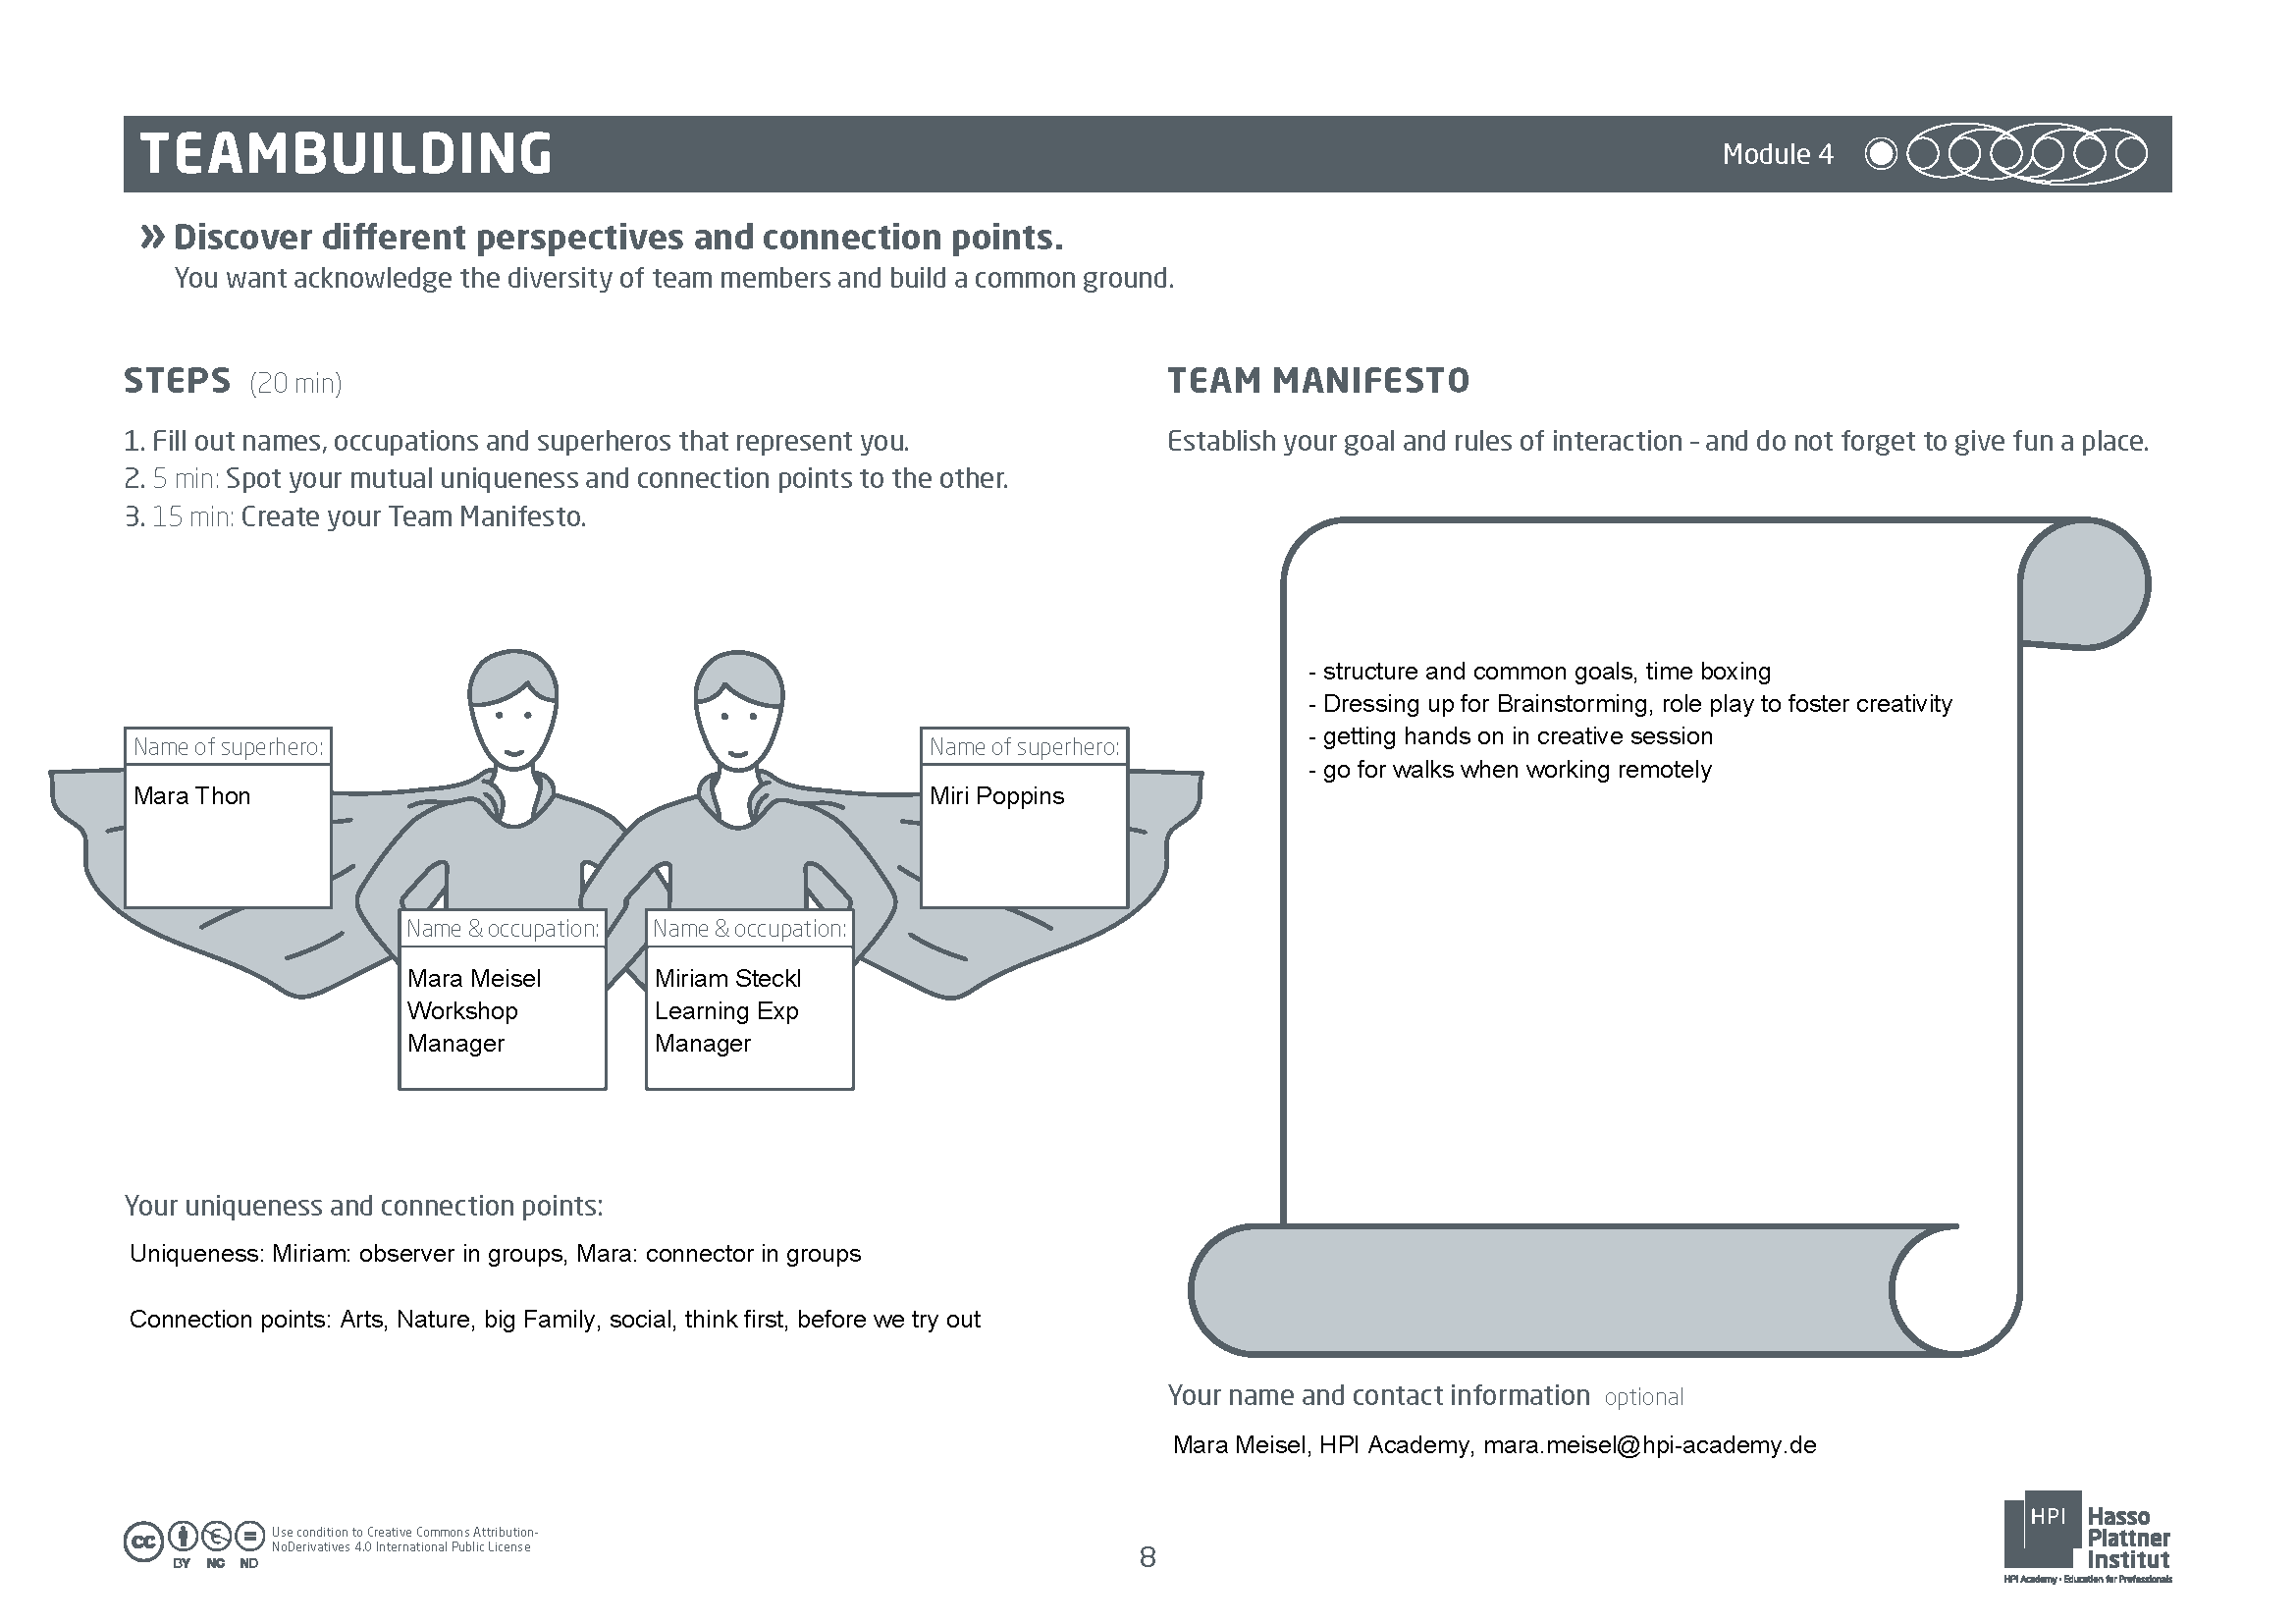 TEAMBUILDING
Module 4
» Discover different perspectives and connection points.
You want acknowledge the diversity of team members and build a common ground.
STEPS (20 min)
1. Fill out names, occupations and superheros that represent you.
2. 5 min: Spot your mutual uniqueness and connection points to the other.
3. 15 min: Create your Team Manifesto.
Name of superhero:
Mara Thon
Name of superhero:
Miri Poppins
Name & occupation:
Mara Meisel
Workshop
Manager
Name & occupation:
Miriam Steckl
Learning Exp
Manager
Your uniqueness and connection points:
Uniqueness: Miriam: observer in groups, Mara: connector in groups
Connection points: Arts, Nature, big Family, social, think first, before we try out
TEAM MANIFESTO
Establish your goal and rules of interaction – and do not forget to give fun a place.
- structure and common goals, time boxing
- Dressing up for Brainstorming, role play to foster creativity
- getting hands on in creative session
- go for walks when working remotely
Your name and contact information optional
Mara Meisel, HPI Academy, mara.meisel@hpi-academy.de
cc
BY NC ND
Use condition to Creative Commons Attribution-
NoDerivatives 4.0 International Public License
8
HPI
Hasso
Plattner
Institut
HPI Academy • Education for Professionals